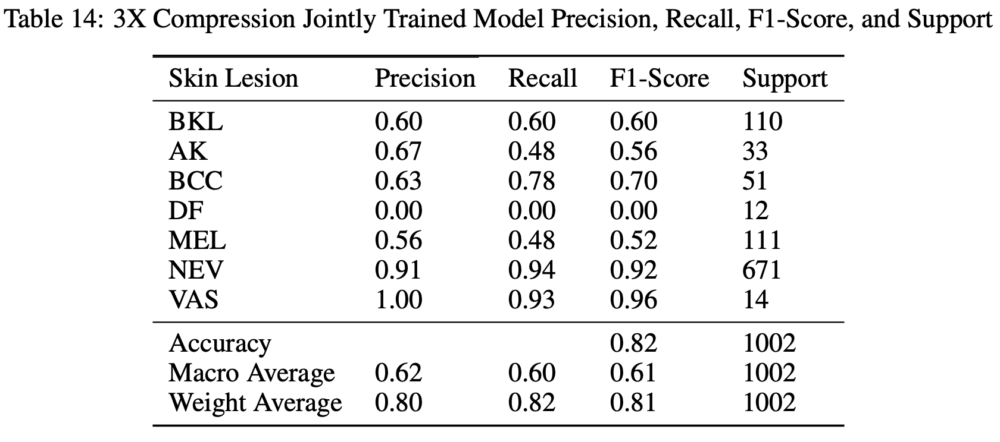 Table 14: 3X Compression Jointly Trained Model Precision, Recall, F1-Score, and Support
Skin Lesion Precision Recall F1-Score Support
BKL 0.60 0.60 0.60 110
AK 0.67 0.48 0.56 33
BCC 0.63 0.78 0.70 51
DF 0.00 0.00 0.00 12
MEL 0.56 0.48 0.52 111
NEV 0.91 0.94 0.92 671
VAS 1.00 0.93 0.96 14
Accuracy 0.82 1002
Macro Average 0.62 0.60 0.61 1002
Weight Average 0.80 0.82 0.81 1002